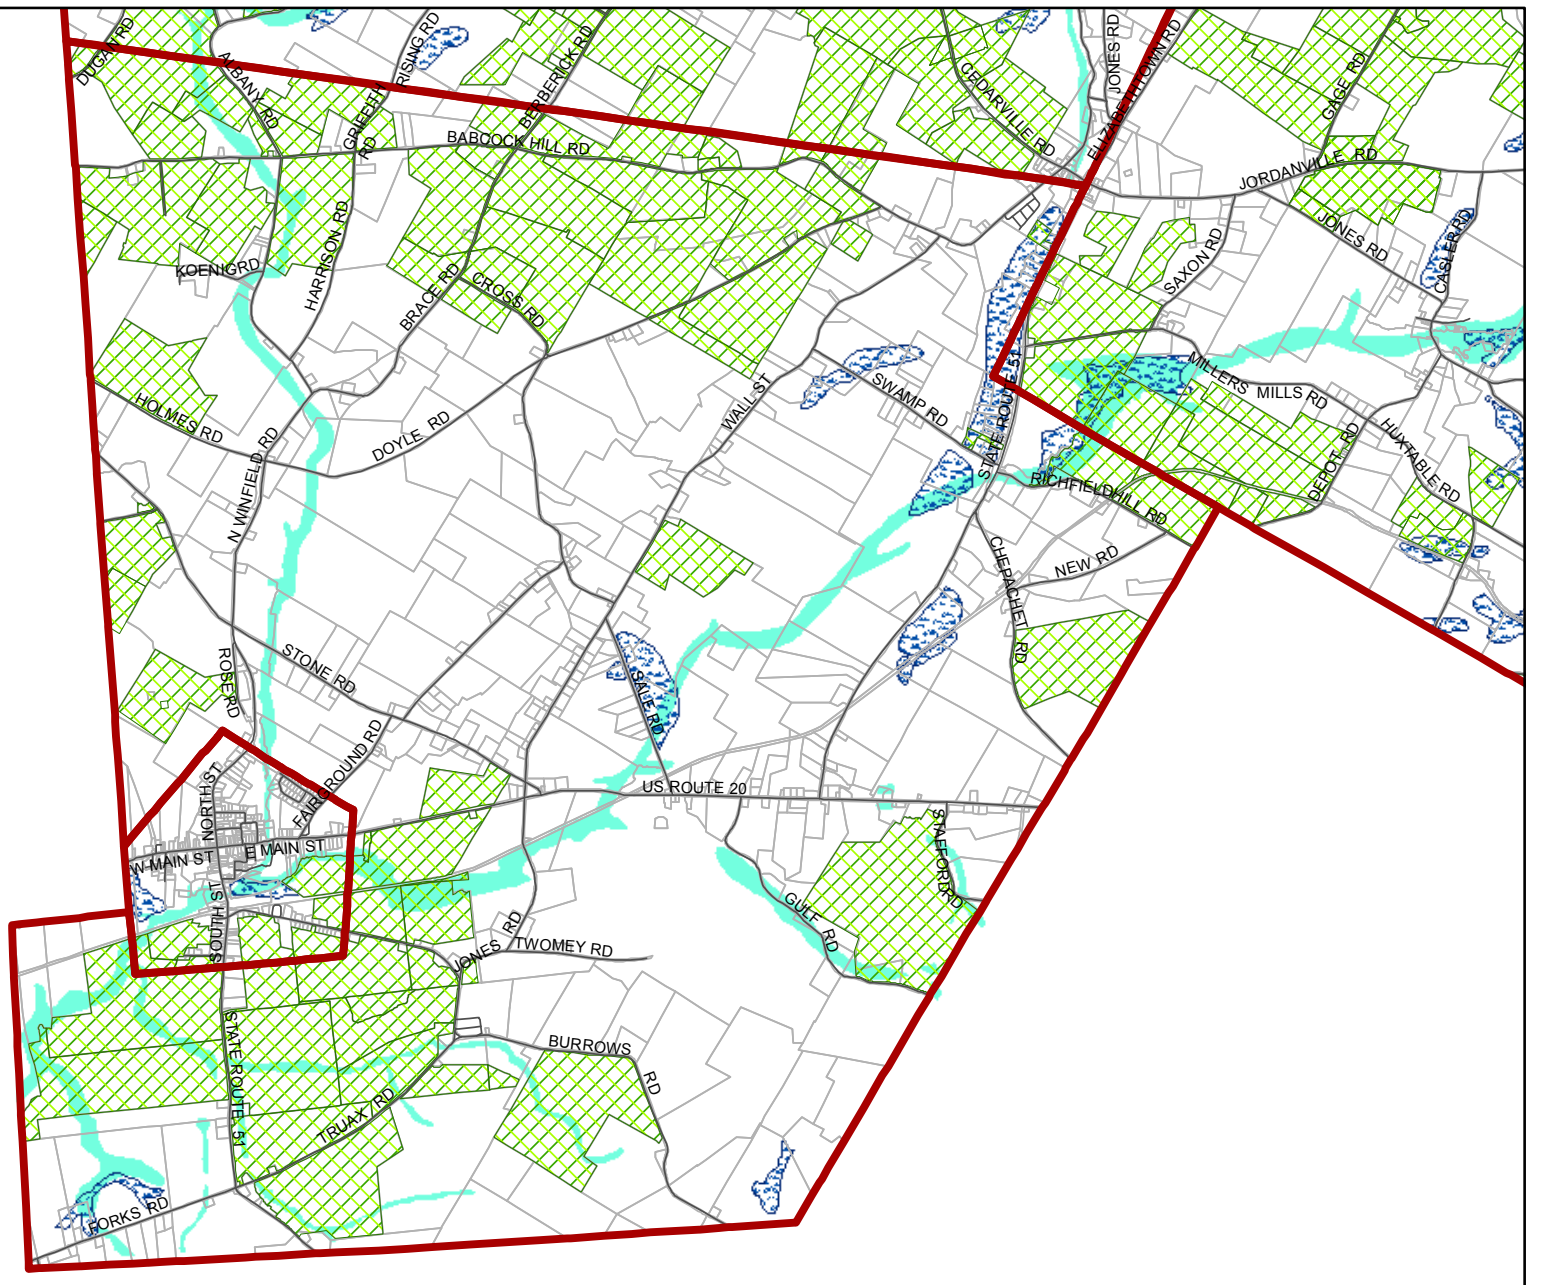 DUGAN RD
ALBANY RD
GRIFFITH
RD
RISING RD
BERBERICK RD
BABCOCK HILL RD
CEDARVILLE RD
JONES RD
ELIZABETHTOWN RD
GAGE RD
JORDANVILLE RD
JONES RD
CASLER RD
SAXON RD
KOENIGRD
HARRISON RD
BRACE RD
CROSS RD
HOLMES RD
N WINFIELD RD
DOYLE RD
WALL ST
SWAMP RD
STATE ROUTE 51
MILLERS
MILLS RD
HUXTABLE RD
DEPOT RD
RICHFIELDHILL RD
NEW RD
CHEPACHET RD
ROSE RD
STONE RD
SALE RD
FAIRGROUND RD
NORTH ST
US ROUTE 20
W MAIN ST
E MAIN ST
SOUTH ST
STAFFORD RD
GULF RD
JONES RD
TWOMEY RD
STATE ROUTE 51
BURROWS
RD
TRUAX RD
FORKS RD